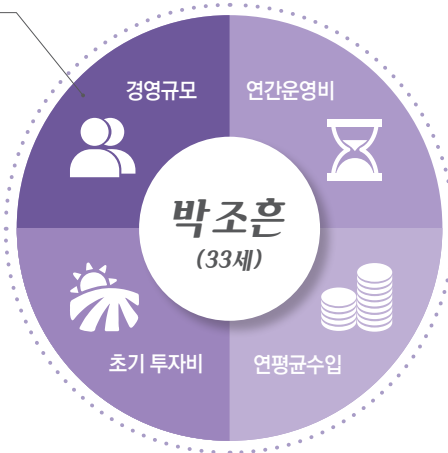 경영규모
연간운영비
박조흔
(33세)
초기 투자비
연평균수입